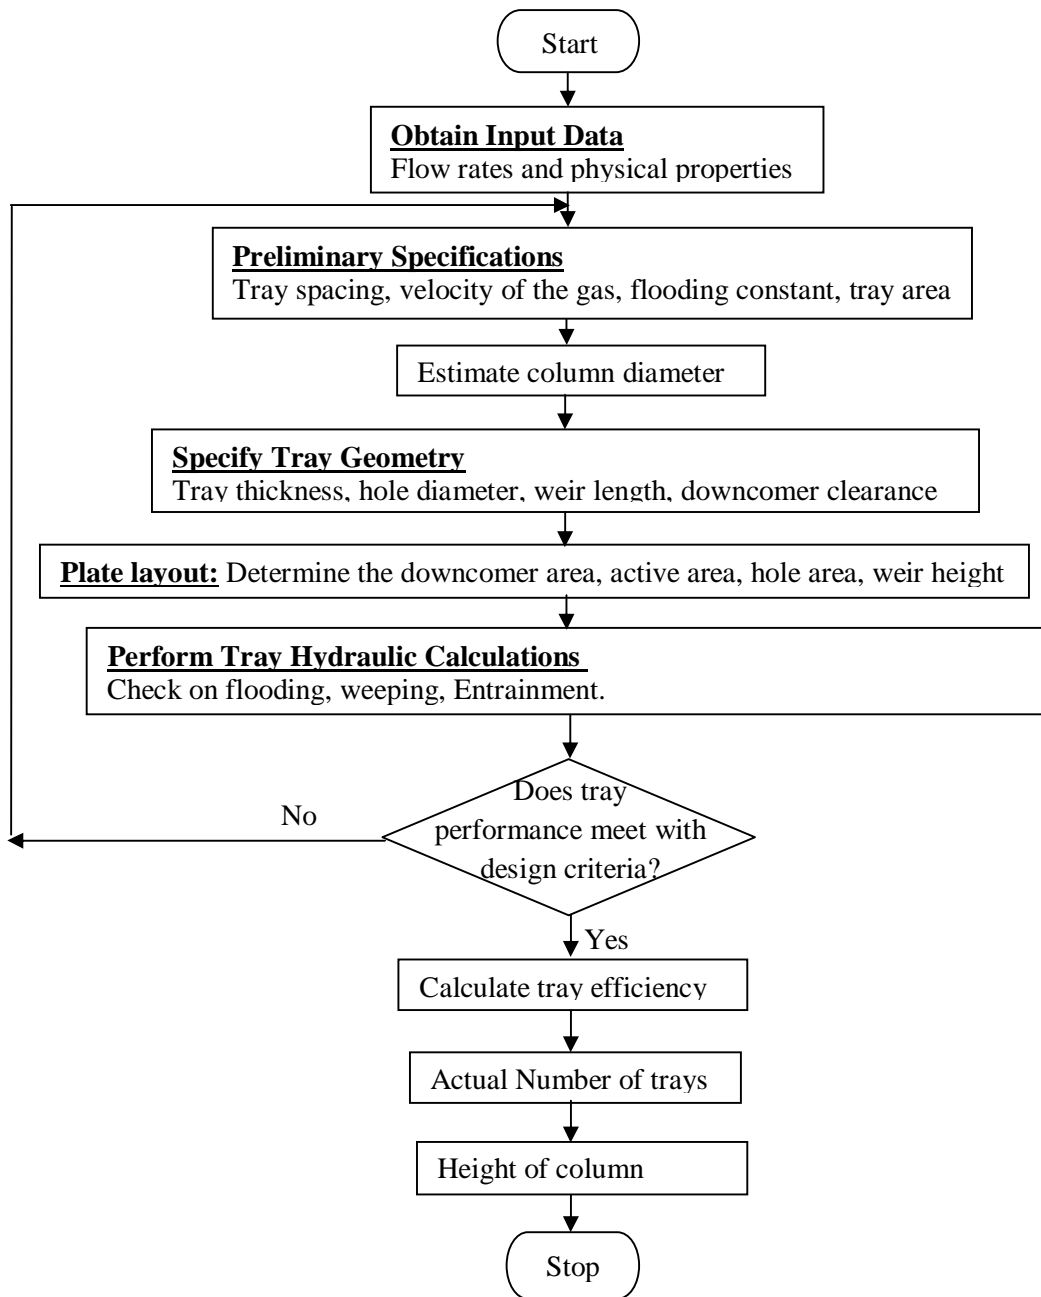 Start
Obtain Input Data
Flow rates and physical properties
Preliminary Specifications
Tray spacing, velocity of the gas, flooding constant, tray area
Estimate column diameter
Specify Tray Geometry
Tray thickness, hole diameter, weir length, downcomer clearance
Plate layout: Determine the downcomer area, active area, hole area, weir height
Perform Tray Hydraulic Calculations
Check on flooding, weeping, Entrainment.
Does tray
performance meet with
design criteria?
No
Yes
Calculate tray efficiency
Actual Number of trays
Height of column
Stop